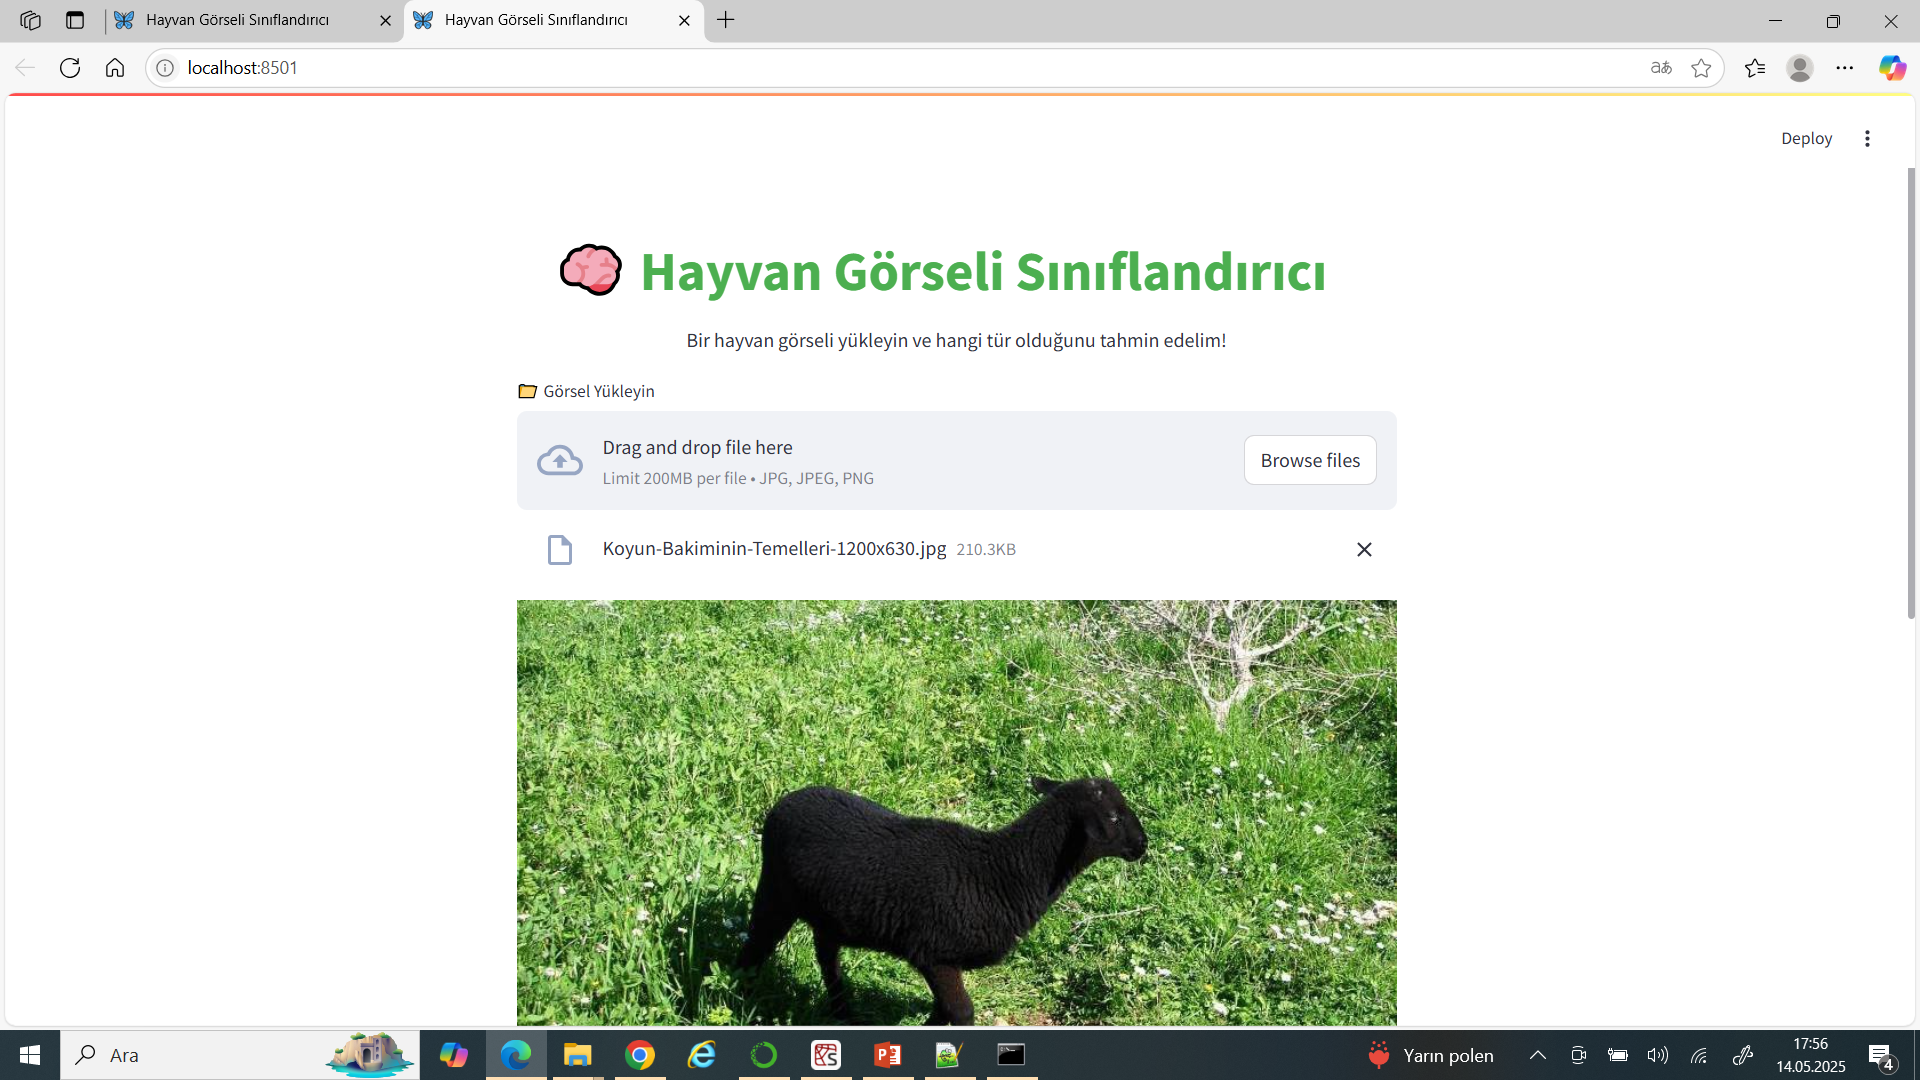 Hayvan Görseli Sınıflandırıcı
Hayvan Görseli Sınıflandırıcı
localhost:8501
Deploy
Hayvan Görseli Sınıflandırıcı
Bir hayvan görseli yükleyin ve hangi tür olduğunu tahmin edelim!
Görsel Yükleyin
Drag and drop file here
Limit 200MB per file • JPG, JPEG, PNG
Browse files
Koyun-Bakiminin-Temelleri-1200x630.jpg 210.3KB
Ara
Yarın polen
17:56
14.05.2025
4